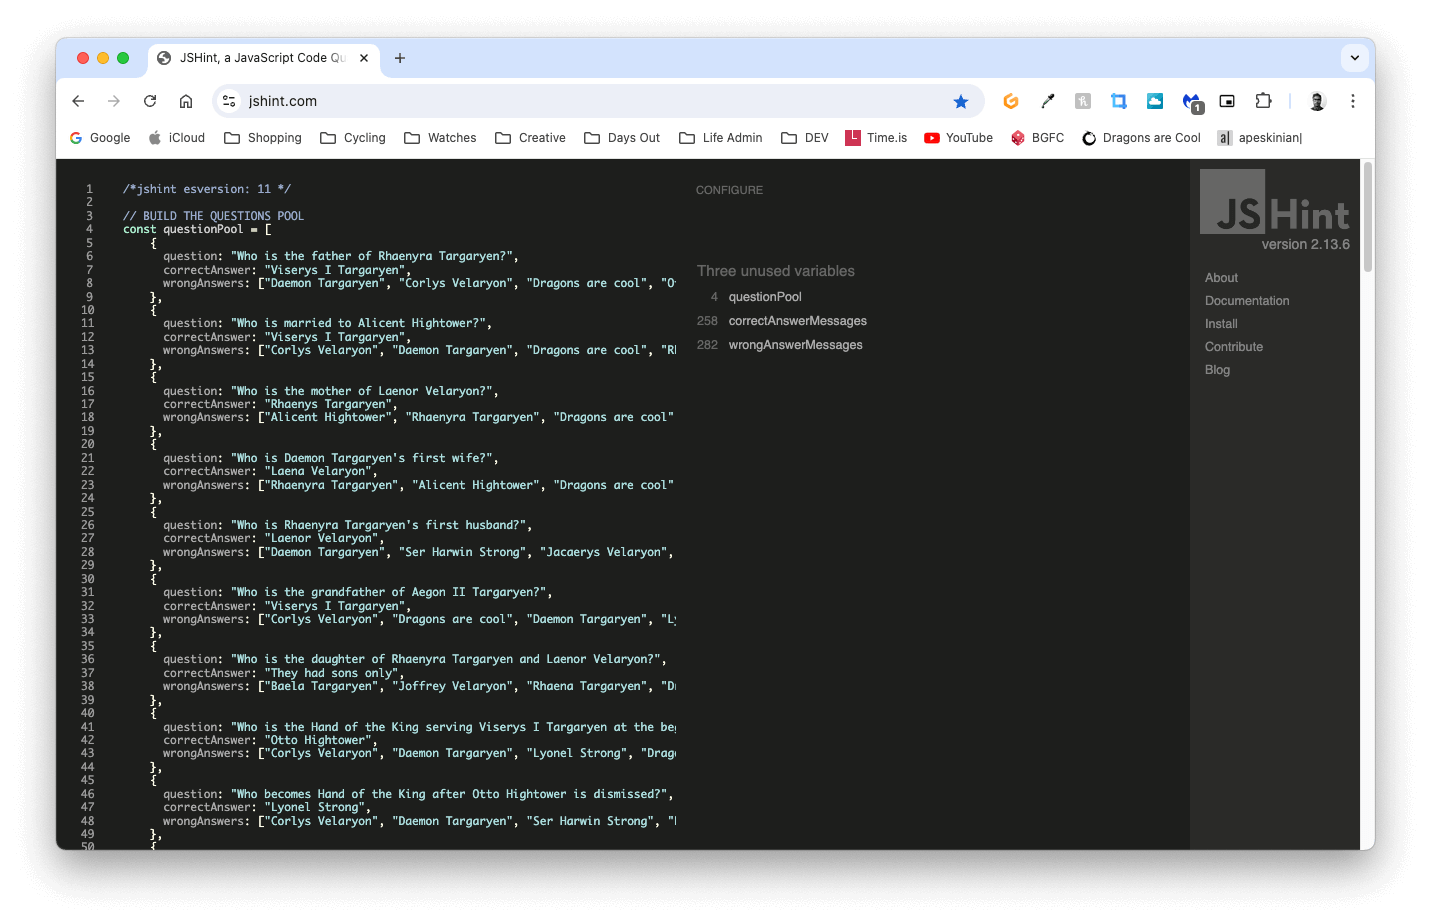 JSHint, a JavaScript Code Qu
jshint.com
1
Google iCloud Shopping Cycling Watches Creative Days Out Life Admin DEV Time.is YouTube BGFC Dragons are Cool a| apeskinian|
1 /*jshint esversion: 11 */
2
3 // BUILD THE QUESTIONS POOL
4 const questionPool = [
5 {
6 question: "Who is the father of Rhaenyra Targaryen?",
7 correctAnswer: "Viserys I Targaryen",
8 wrongAnswers: ["Daemon Targaryen", "Corlys Velaryon", "Dragons are cool", "O
9 },
10 {
11 question: "Who is married to Alicent Hightower?",
12 correctAnswer: "Viserys I Targaryen",
13 wrongAnswers: ["Corlys Velaryon", "Daemon Targaryen", "Dragons are cool", "R
14 },
15 {
16 question: "Who is the mother of Laenor Velaryon?",
17 correctAnswer: "Rhaenys Targaryen",
18 wrongAnswers: ["Alicent Hightower", "Rhaenyra Targaryen", "Dragons are cool"
19 },
20 {
21 question: "Who is Daemon Targaryen's first wife?",
22 correctAnswer: "Laena Velaryon",
23 wrongAnswers: ["Rhaenyra Targaryen", "Alicent Hightower", "Dragons are cool"
24 },
25 {
26 question: "Who is Rhaenyra Targaryen's first husband?",
27 correctAnswer: "Laenor Velaryon",
28 wrongAnswers: ["Daemon Targaryen", "Ser Harwin Strong", "Jacaerys Velaryon",
29 },
30 {
31 question: "Who is the grandfather of Aegon II Targaryen?",
32 correctAnswer: "Viserys I Targaryen",
33 wrongAnswers: ["Corlys Velaryon", "Dragons are cool", "Daemon Targaryen", "Ly
34 },
35 {
36 question: "Who is the daughter of Rhaenyra Targaryen and Laenor Velaryon?",
37 correctAnswer: "They had sons only",
38 wrongAnswers: ["Baela Targaryen", "Joffrey Velaryon", "Rhaena Targaryen", "D
39 },
40 {
41 question: "Who is the Hand of the King serving Viserys I Targaryen at the be
42 correctAnswer: "Otto Hightower",
43 wrongAnswers: ["Corlys Velaryon", "Daemon Targaryen", "Lyonel Strong", "Drag
44 },
45 {
46 question: "Who becomes Hand of the King after Otto Hightower is dismissed?",
47 correctAnswer: "Lyonel Strong",
48 wrongAnswers: ["Corlys Velaryon", "Daemon Targaryen", "Ser Harwin Strong", "
49 },
50 {
CONFIGURE
Three unused variables
4 questionPool
258 correctAnswerMessages
282 wrongAnswerMessages
JSHint
version 2.13.6
About
Documentation
Install
Contribute
Blog